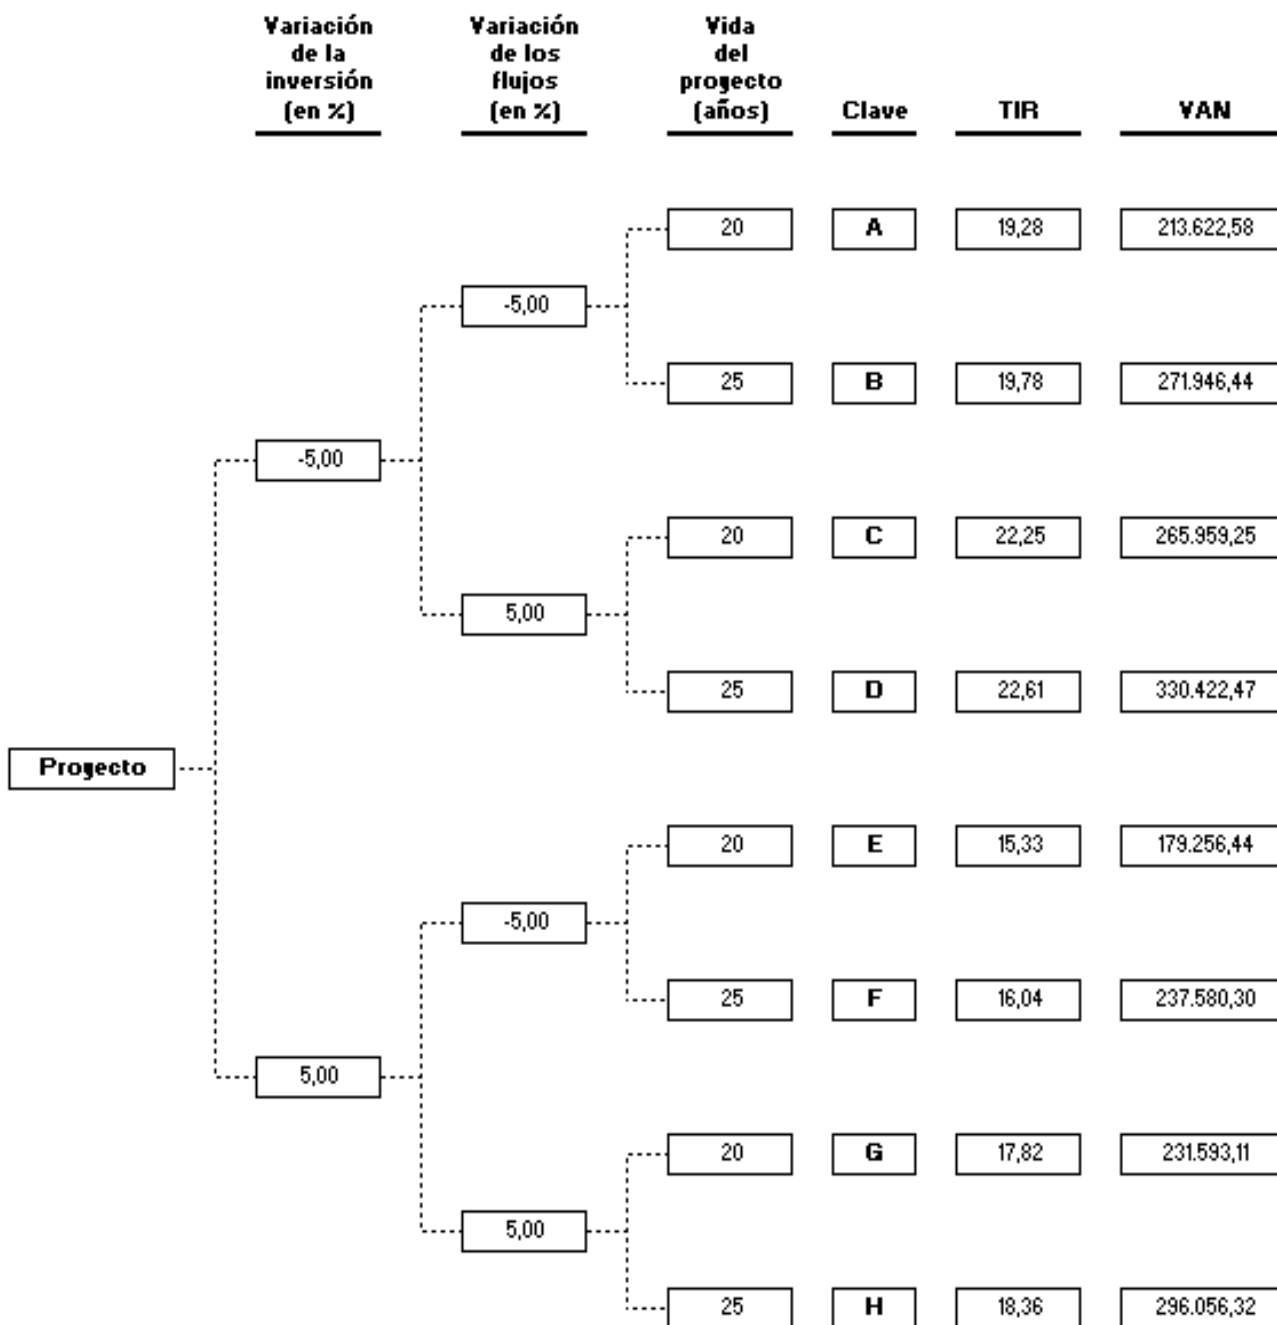 Variación
de la
inversión
(en %)
Variación
de los
flujos
(en %)
Vida
del
proyecto
(años)
Clave
TIR
VAN
20 A 19,28 213.622,58
-5,00
25 B 19,78 271.946,44
-5,00
20 C 22,25 265.959,25
5,00
25 D 22,61 330.422,47
Proyecto
20 E 15,33 179.256,44
-5,00
25 F 16,04 237.580,30
5,00
20 G 17,82 231.593,11
5,00
25 H 18,36 296.056,32